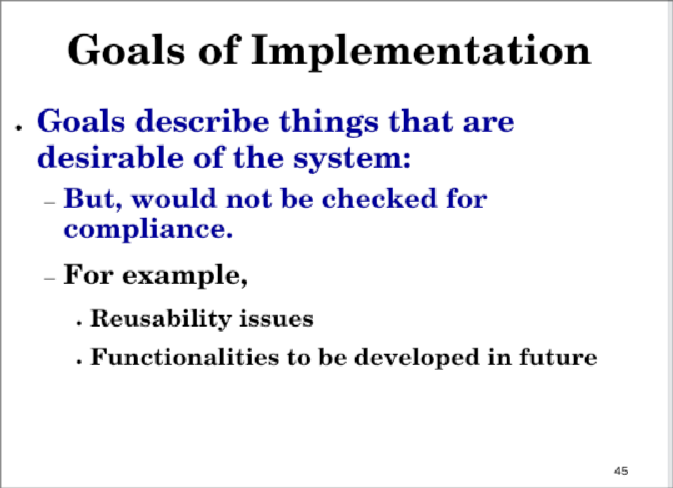 Goals of Implementation
• Goals describe things that are
desirable of the system:
– But, would not be checked for
compliance.
– For example,
• Reusability issues
• Functionalities to be developed in future
45